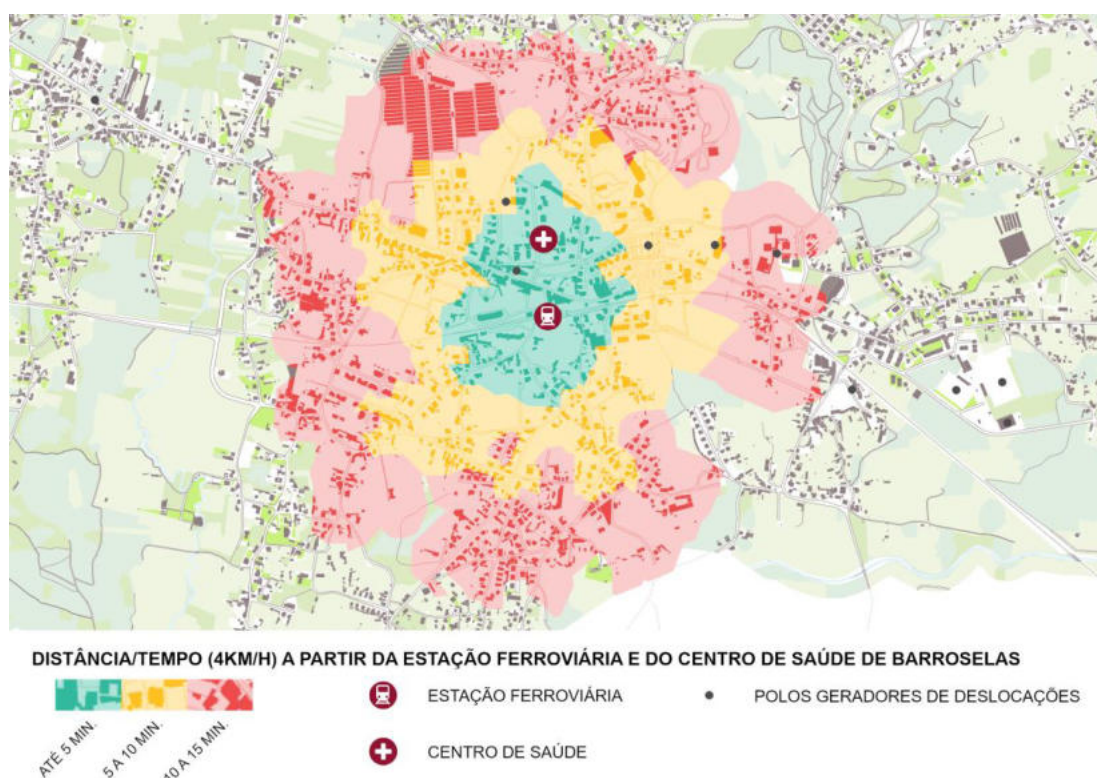 DISTÂNCIA/TEMPO (4KM/H) A PARTIR DA ESTAÇÃO FERROVIÁRIA E DO CENTRO DE SAÚDE DE BARROSELAS
ATÉ 5 MIN.
5 A 10 MIN.
10 A 15 MIN.
ESTAÇÃO FERROVIÁRIA
POLOS GERADORES DE DESLOCAÇÕES
CENTRO DE SAÚDE